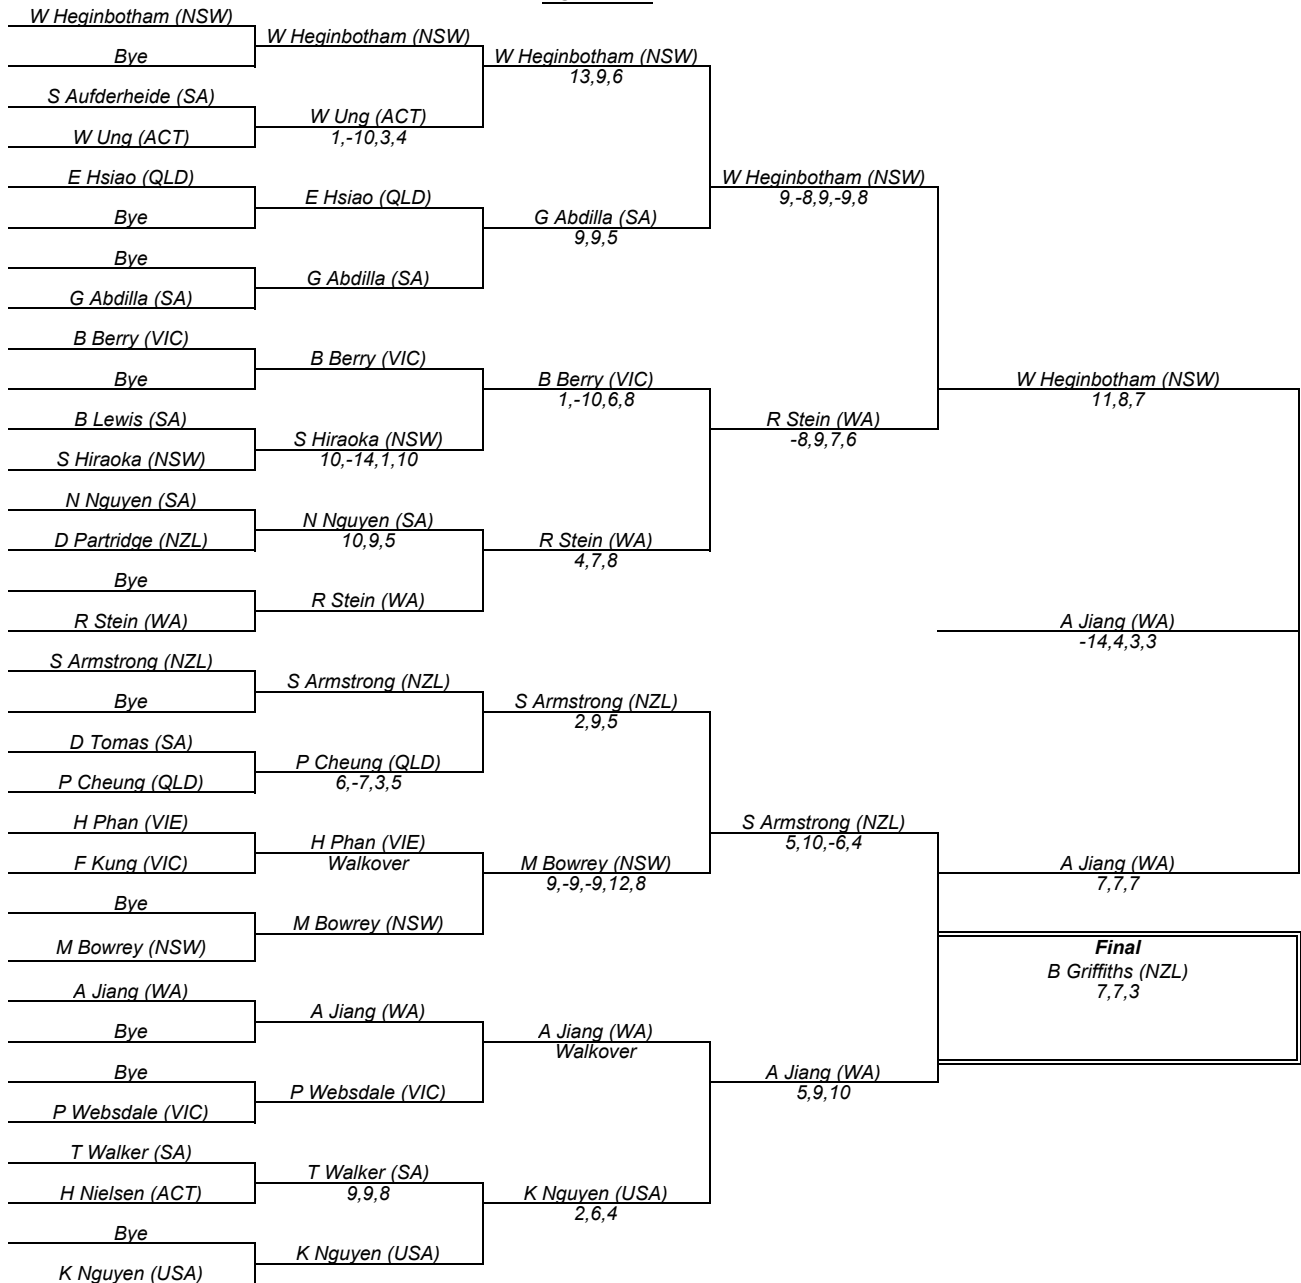 W Heginbotham (NSW)
Bye
S Aufderheide (SA)
W Ung (ACT)
E Hsiao (QLD)
Bye
Bye
G Abdilla (SA)
B Berry (VIC)
Bye
B Lewis (SA)
S Hiraoka (NSW)
N Nguyen (SA)
D Partridge (NZL)
Bye
R Stein (WA)
S Armstrong (NZL)
Bye
D Tomas (SA)
P Cheung (QLD)
H Phan (VIE)
F Kung (VIC)
Bye
M Bowrey (NSW)
A Jiang (WA)
Bye
Bye
P Websdale (VIC)
T Walker (SA)
H Nielsen (ACT)
Bye
K Nguyen (USA)
W Heginbotham (NSW)
W Ung (ACT)
1,-10,3,4
E Hsiao (QLD)
G Abdilla (SA)
B Berry (VIC)
S Hiraoka (NSW)
10,-14,1,10
N Nguyen (SA)
10,9,5
R Stein (WA)
S Armstrong (NZL)
P Cheung (QLD)
6,-7,3,5
H Phan (VIE)
Walkover
M Bowrey (NSW)
A Jiang (WA)
P Websdale (VIC)
T Walker (SA)
9,9,8
K Nguyen (USA)
W Heginbotham (NSW)
13,9,6
G Abdilla (SA)
9,9,5
B Berry (VIC)
1,-10,6,8
R Stein (WA)
4,7,8
S Armstrong (NZL)
2,9,5
M Bowrey (NSW)
9,-9,-9,12,8
A Jiang (WA)
Walkover
K Nguyen (USA)
2,6,4
W Heginbotham (NSW)
9,-8,9,-9,8
R Stein (WA)
-8,9,7,6
S Armstrong (NZL)
5,10,-6,4
A Jiang (WA)
5,9,10
W Heginbotham (NSW)
11,8,7
A Jiang (WA)
-14,4,3,3
A Jiang (WA)
7,7,7
Final
B Griffiths (NZL)
7,7,3